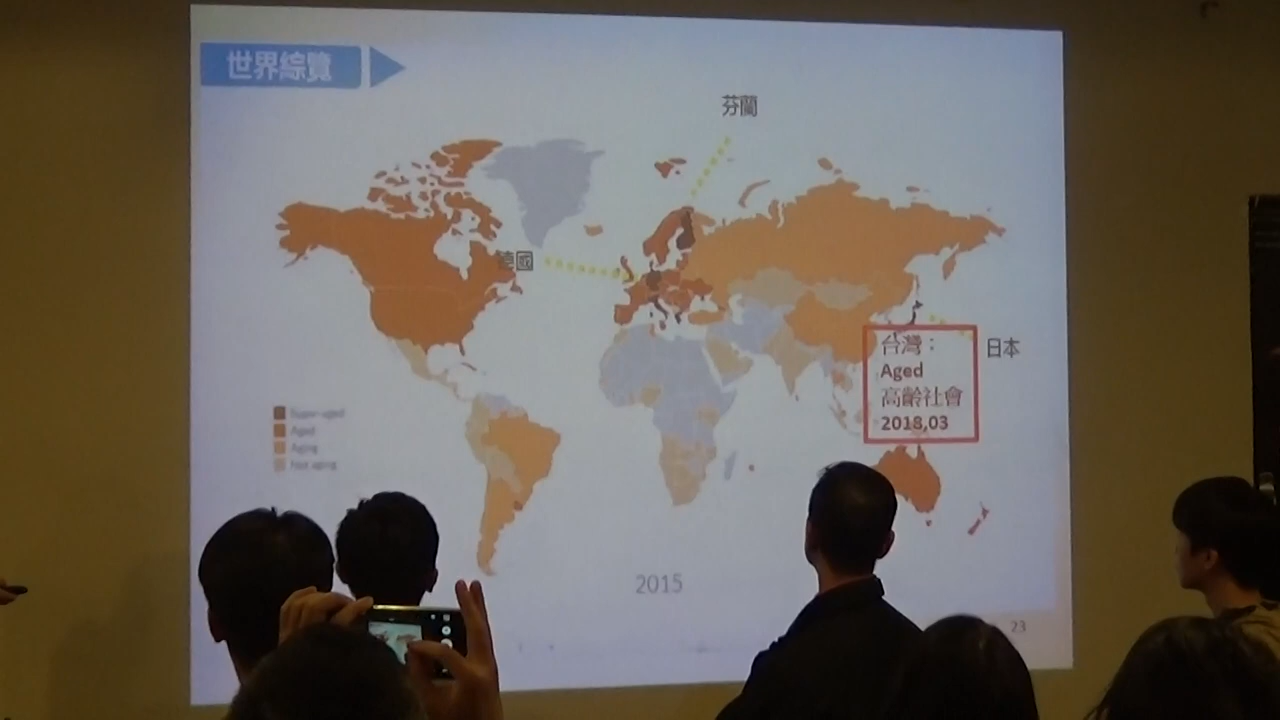 世界綜覽
芬蘭
德國
日本
台灣：
Aged
高齡社會
2018,03
Super-aged
Aged
Aging
Not aging
2015
23